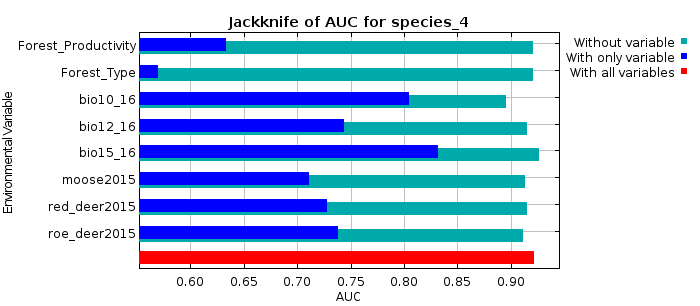 Jackknife of AUC for species_4
Environmental Variable
Forest_Productivity
Forest_Type
bio10_16
bio12_16
bio15_16
moose2015
red_deer2015
roe_deer2015
Without variable
With only variable
With all variables
0.60 0.65 0.70 0.75 0.80 0.85 0.90
AUC